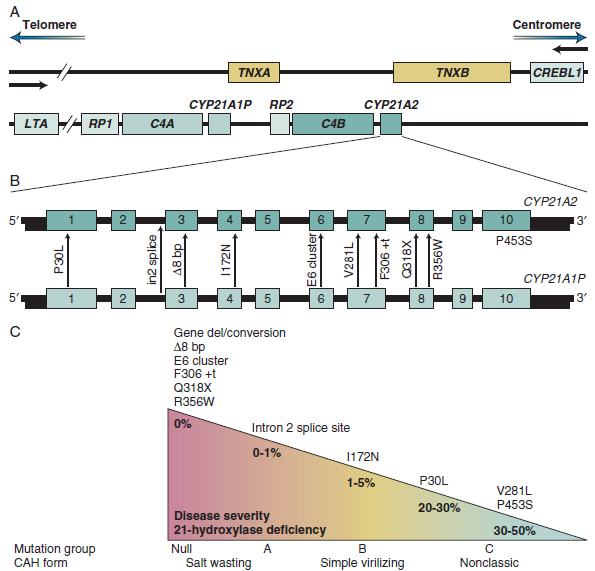 A
Telomere Centromere
TNXA TNXB CREBL1
CYP21A1P RP2 CYP21A2
LTA RP1 C4A C4B
B
CYP21A2
5′ 1 2 3 4 5 6 7 8 9 10 3′
P30L in2 splice Δ8 bp I172N E6 cluster V281L F306 +t Q318X R356W P453S
CYP21A1P
5′ 1 2 3 4 5 6 7 8 9 10 3′
C
Gene del/conversion
Δ8 bp
E6 cluster
F306 +t
Q318X
R356W
0%
Intron 2 splice site
0-1%
I172N
1-5%
P30L
20-30%
V281L
P453S
30-50%
Disease severity
21-hydroxylase deficiency
Mutation group Null A B C
CAH form Salt wasting Simple virilizing Nonclassic